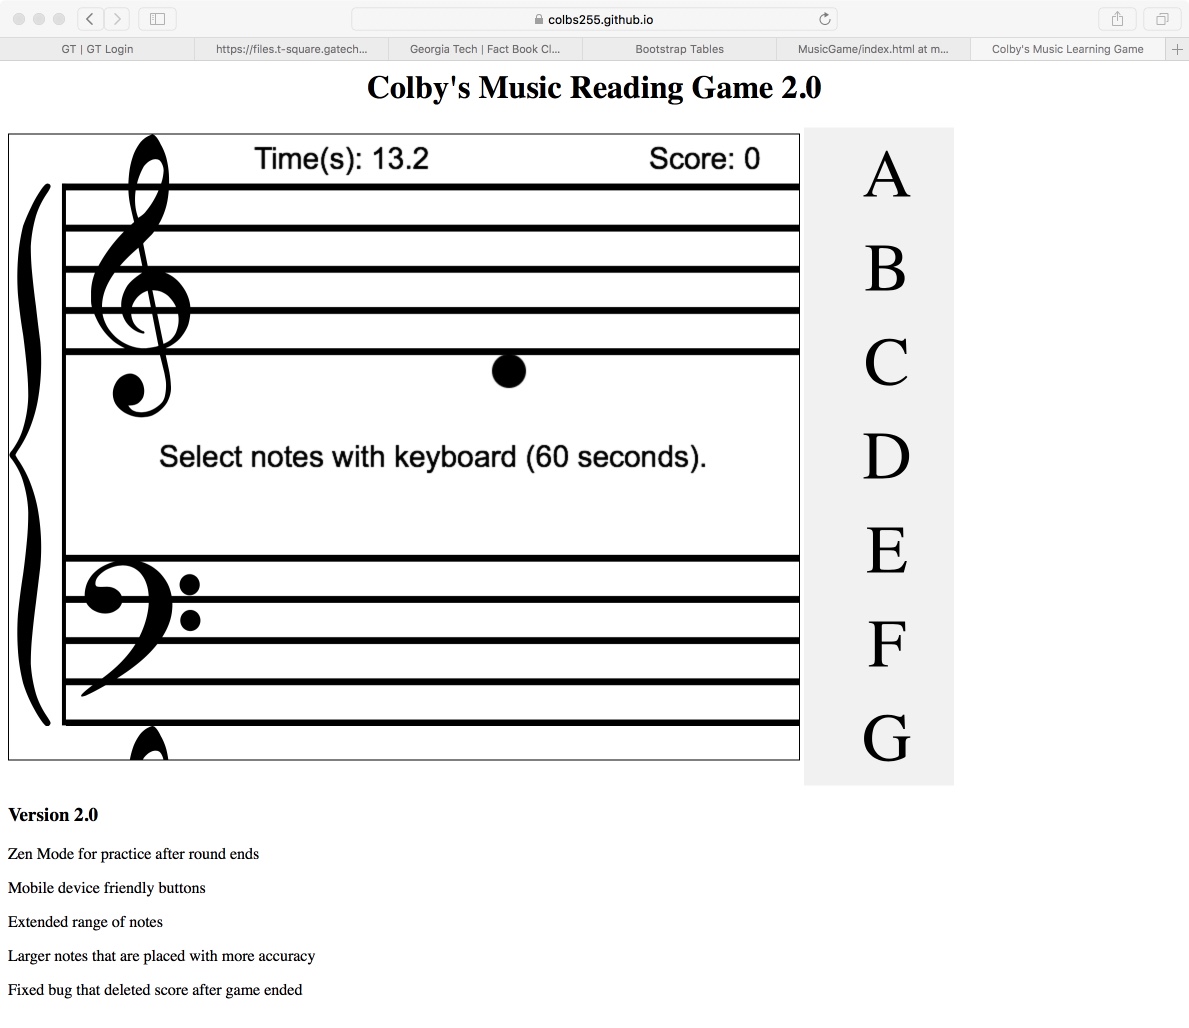 colbs255.github.io
GT | GT Login
https://files.t-square.gatech...
Georgia Tech | Fact Book Cl...
Bootstrap Tables
MusicGame/index.html at m...
Colby's Music Learning Game
Colby's Music Reading Game 2.0
Time(s): 13.2
Score: 0
Select notes with keyboard (60 seconds).
A
B
C
D
E
F
G
Version 2.0
Zen Mode for practice after round ends
Mobile device friendly buttons
Extended range of notes
Larger notes that are placed with more accuracy
Fixed bug that deleted score after game ended